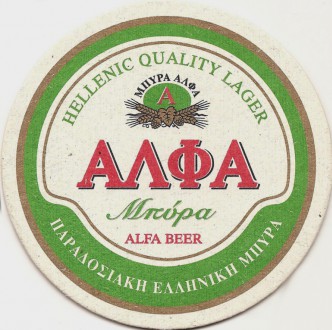 HELLENIC QUALITY LAGER
ΜΠΥΡΑ ΑΛΦΑ
Α
ΑΛΦΑ
Μπύρα
ALFA BEER
ΠΑΡΑΔΟΣΙΑΚΗ ΕΛΛΗΝΙΚΗ ΜΠΥΡΑ